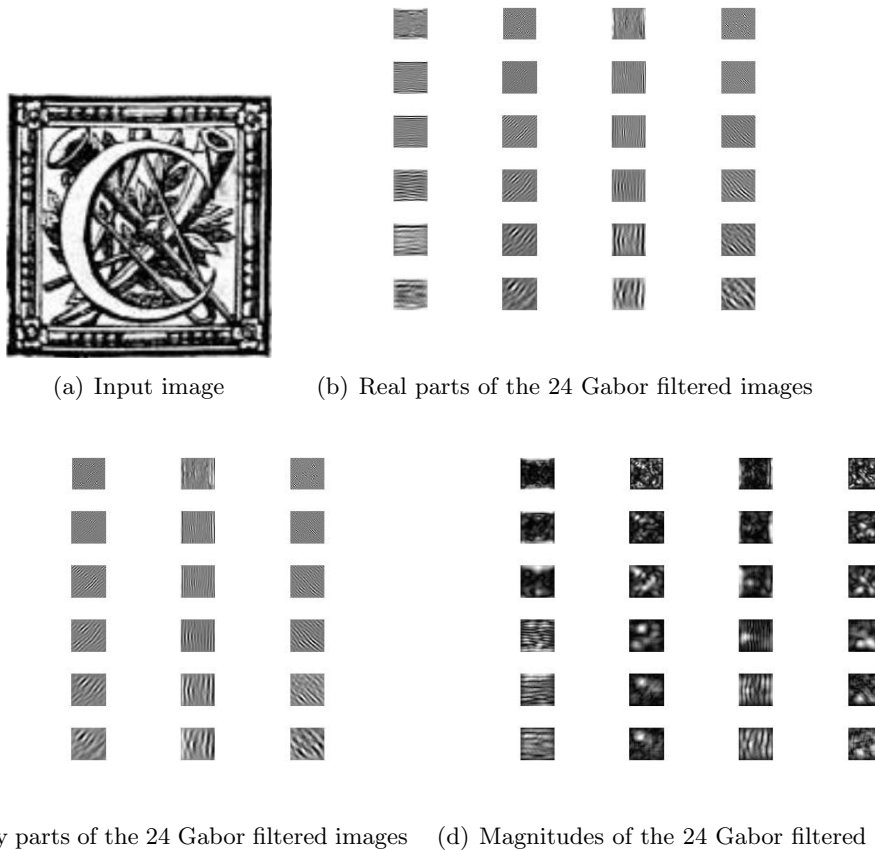 C
(a) Input image
(b) Real parts of the 24 Gabor filtered images
parts of the 24 Gabor filtered images
(d) Magnitudes of the 24 Gabor filtered